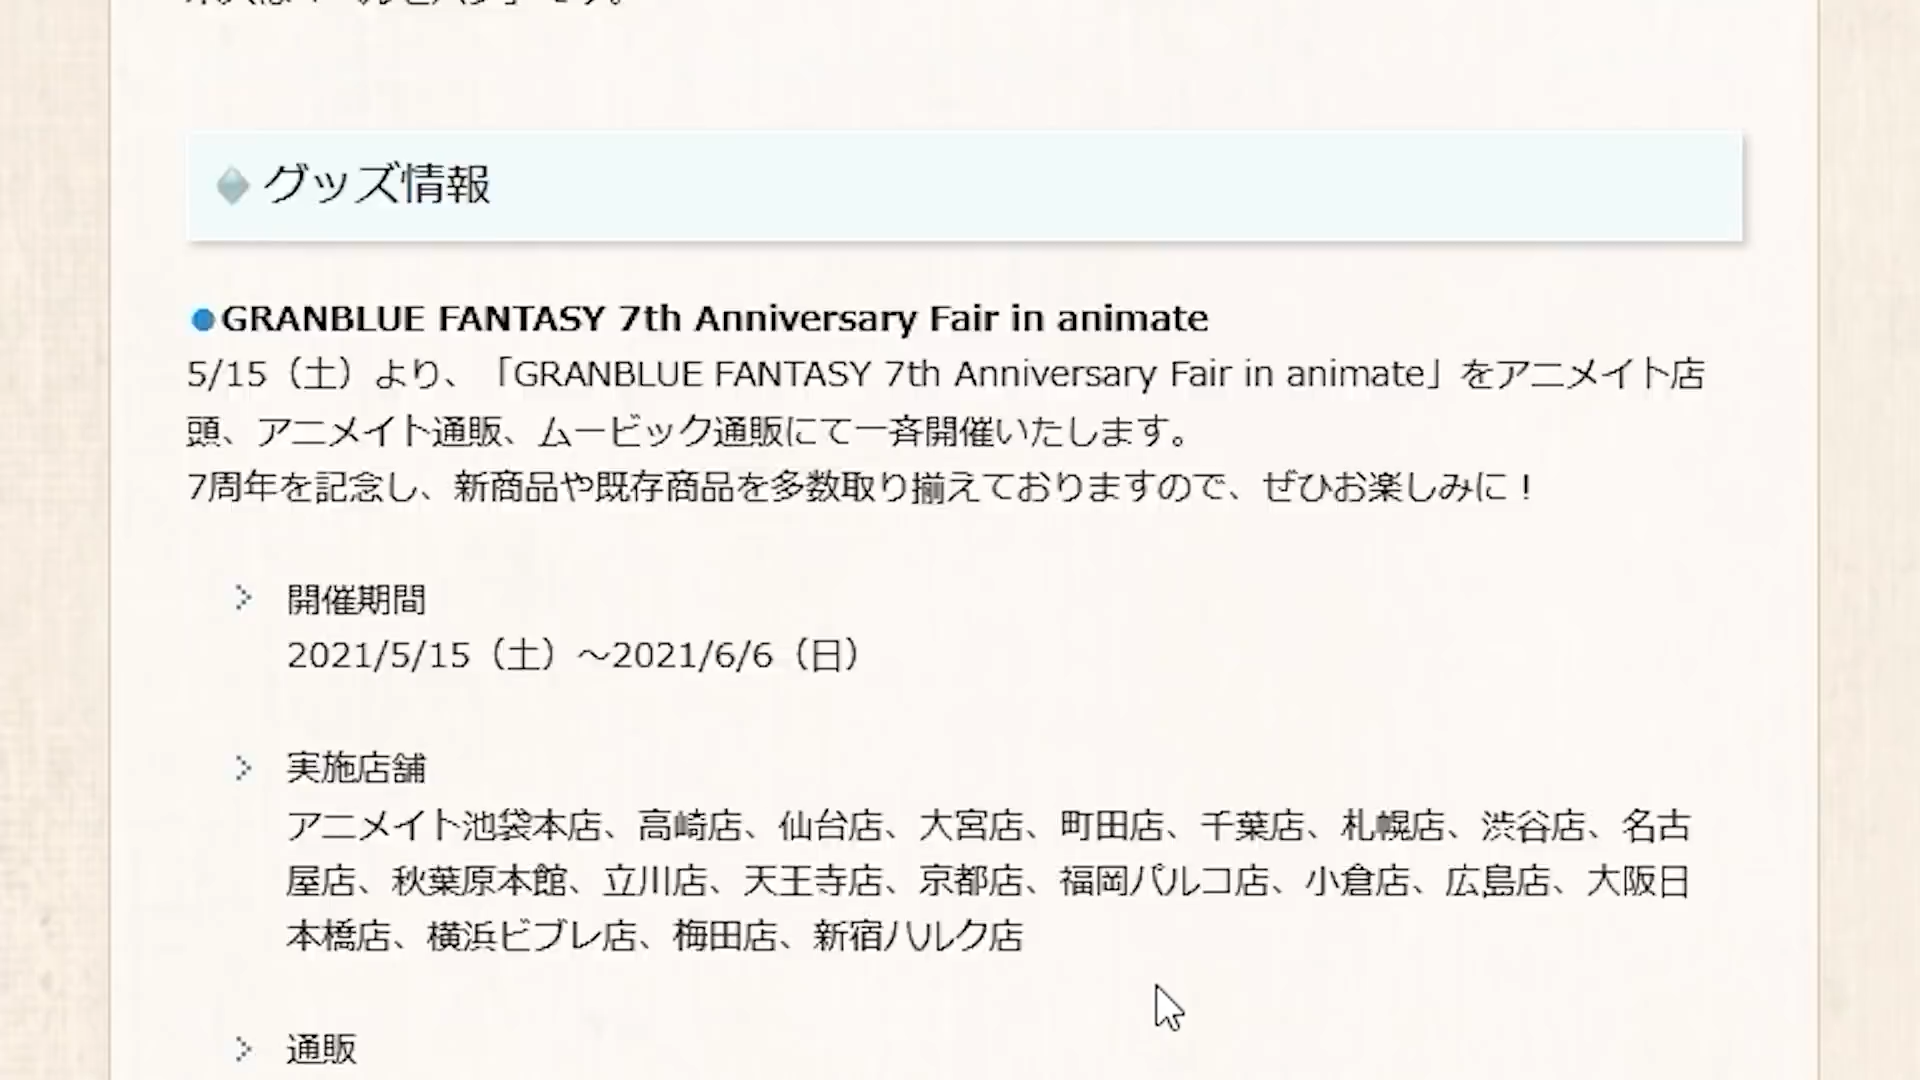 グッズ情報
●GRANBLUE FANTASY 7th Anniversary Fair in animate
5/15（土）より、「GRANBLUE FANTASY 7th Anniversary Fair in animate」をアニメイト店
頭、アニメイト通販、ムービック通販にて一斉開催いたします。
7周年を記念し、新商品や既存商品を多数取り揃えておりますので、ぜひお楽しみに！
開催期間
2021/5/15（土）～2021/6/6（日）
実施店舗
アニメイト池袋本店、高崎店、仙台店、大宮店、町田店、千葉店、札幌店、渋谷店、名古
屋店、秋葉原本館、立川店、天王寺店、京都店、福岡パルコ店、小倉店、広島店、大阪日
本橋店、横浜ビブレ店、梅田店、新宿ハルク店
通販